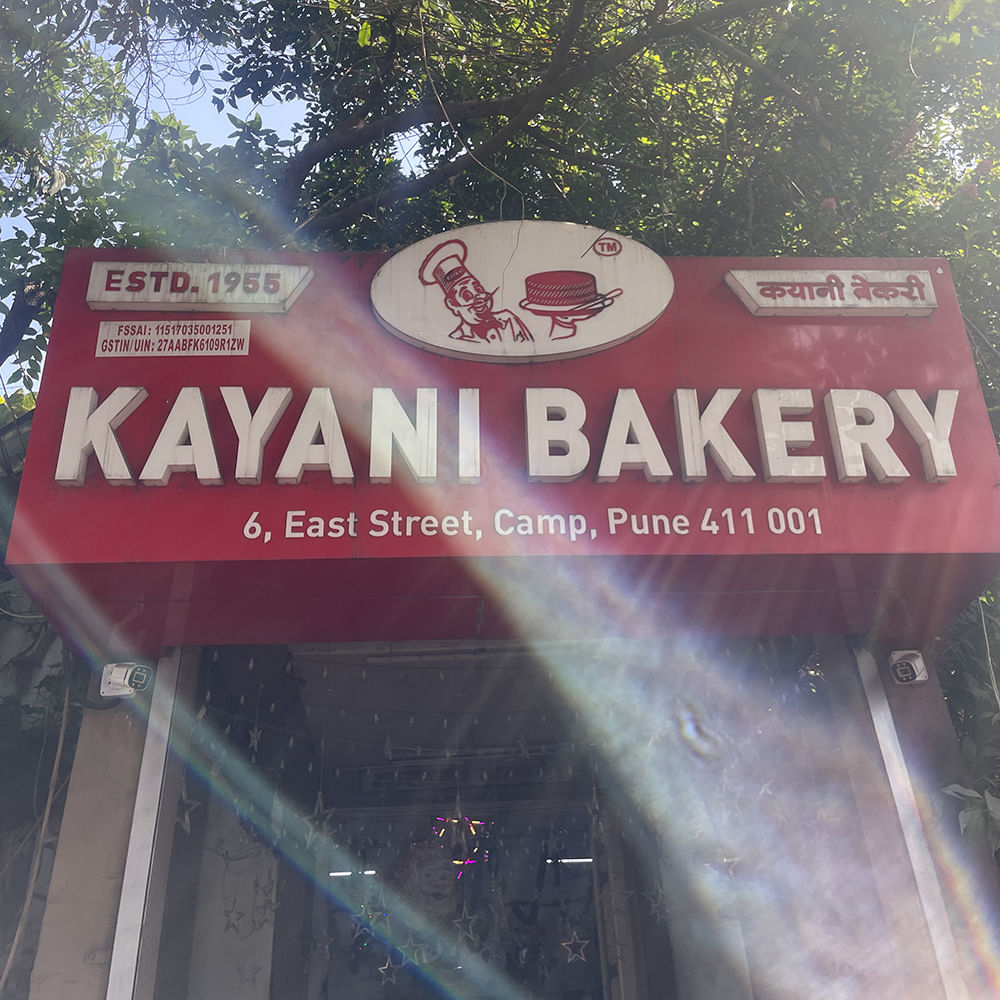 ESTD. 1955
TM
कयानी बेकरी
FSSAI : 11517035001251
GSTIN/UIN: 27AABFK6109R1ZW
KAYANI BAKERY
6, East Street, Camp, Pune 411 001